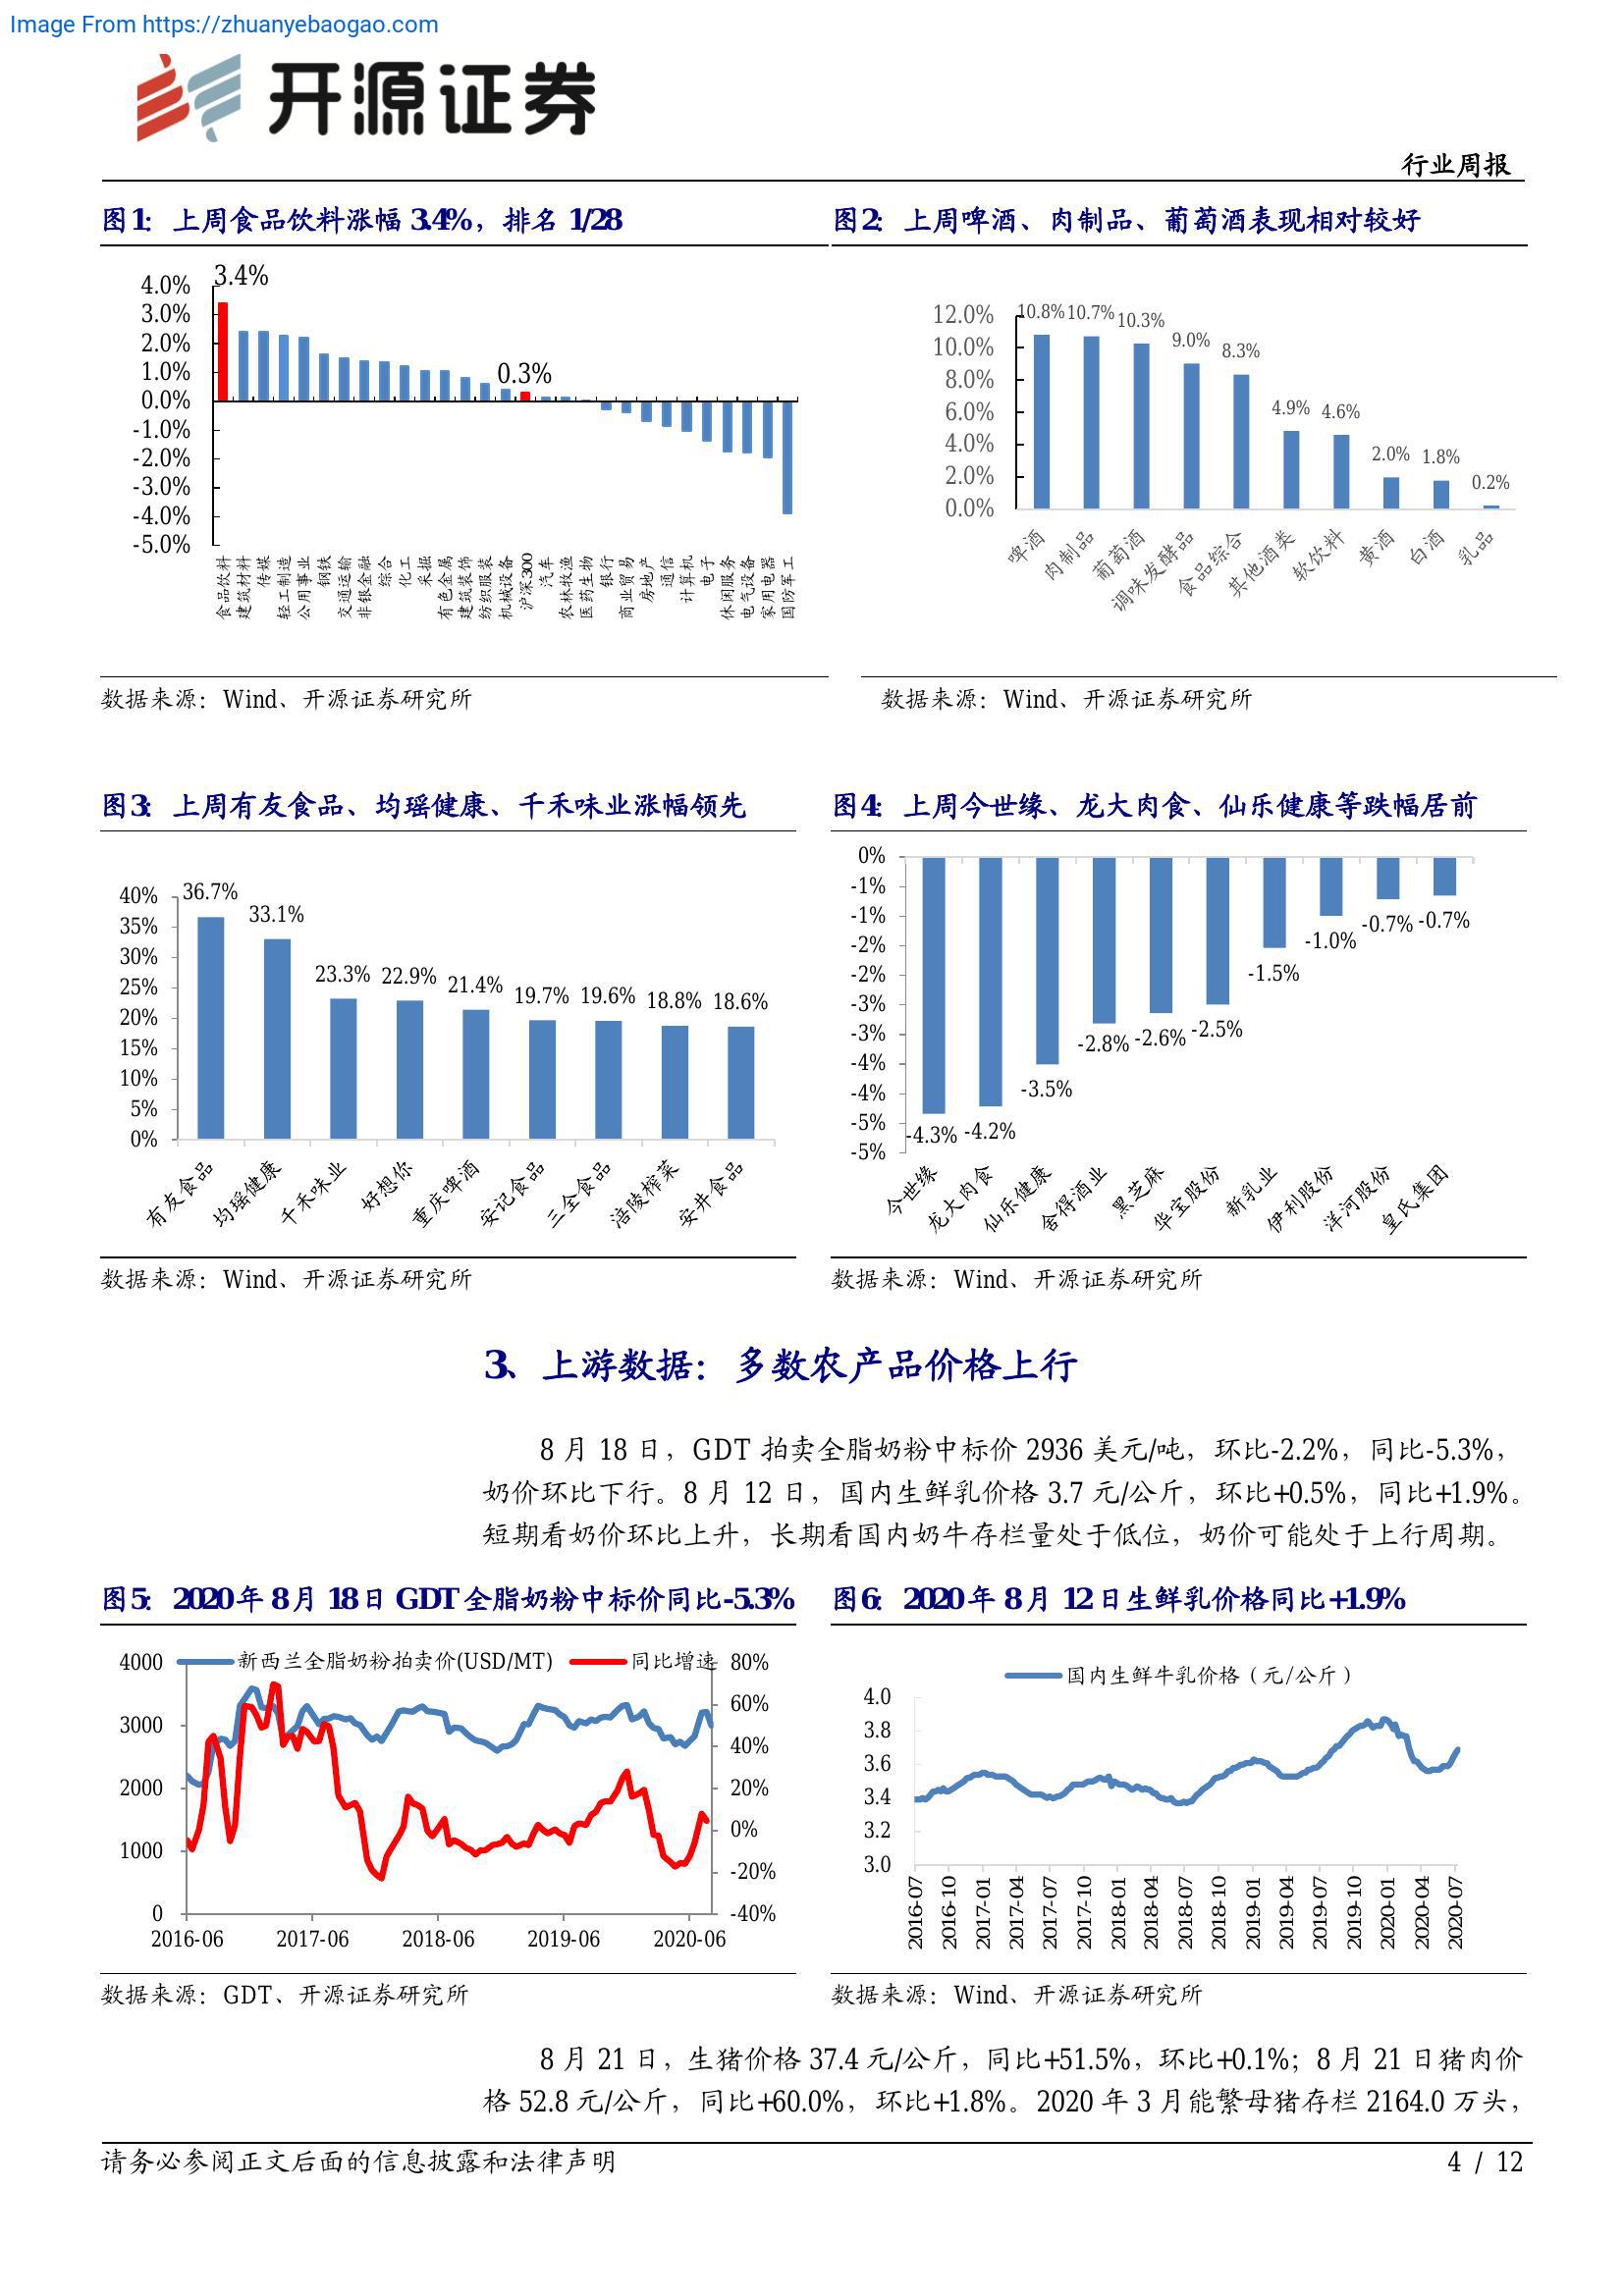 Image From https://zhuanyebaogao.com
开源证券
行业周报
图1： 上周食品饮料涨幅 3.4%，排名 1/28
4.0%
3.0%
2.0%
1.0%
0.0%
-1.0%
-2.0%
-3.0%
-4.0%
-5.0%
3.4%
0.3%
食品饮料
建筑材料
传媒
轻工制造
公用事业
钢铁
交通运输
非银金融
综合
化工
采掘
有色金属
建筑装饰
纺织服装
机械设备
沪深300
汽车
农林牧渔
医药生物
银行
商业贸易
房地产
通信
计算机
电子
休闲服务
电气设备
家用电器
国防军工
数据来源：Wind、开源证券研究所
图2： 上周啤酒、肉制品、葡萄酒表现相对较好
12.0%
10.0%
8.0%
6.0%
4.0%
2.0%
0.0%
10.8% 10.7% 10.3% 9.0% 8.3% 4.9% 4.6% 2.0% 1.8% 0.2%
啤酒
肉制品
葡萄酒
调味发酵品
食品综合
其他酒类
软饮料
黄酒
白酒
乳品
数据来源：Wind、开源证券研究所
图3： 上周有友食品、均瑶健康、千禾味业涨幅领先
40%
35%
30%
25%
20%
15%
10%
5%
0%
36.7% 33.1% 23.3% 22.9% 21.4% 19.7% 19.6% 18.8% 18.6%
有友食品
均瑶健康
千禾味业
好想你
重庆啤酒
安记食品
三全食品
涪陵榨菜
安井食品
数据来源：Wind、开源证券研究所
图4： 上周今世缘、龙大肉食、仙乐健康等跌幅居前
0%
-1%
-1%
-2%
-2%
-3%
-3%
-4%
-4%
-5%
-5%
-4.3% -4.2% -3.5% -2.8% -2.6% -2.5% -1.5% -1.0% -0.7% -0.7%
今世缘
龙大肉食
仙乐健康
舍得酒业
黑芝麻
华宝股份
新乳业
伊利股份
洋河股份
皇氏集团
数据来源：Wind、开源证券研究所
3、上游数据：多数农产品价格上行
8 月 18 日，GDT 拍卖全脂奶粉中标价 2936 美元/吨，环比-2.2%，同比-5.3%，
奶价环比下行。8 月 12 日，国内生鲜乳价格 3.7 元/公斤，环比+0.5%，同比+1.9%。
短期看奶价环比上升，长期看国内奶牛存栏量处于低位，奶价可能处于上行周期。
图5： 2020 年 8 月 18 日 GDT 全脂奶粉中标价同比-5.3%
新西兰全脂奶粉拍卖价(USD/MT) 同比增速
4000
3000
2000
1000
0
80%
60%
40%
20%
0%
-20%
-40%
2016-06 2017-06 2018-06 2019-06 2020-06
数据来源：GDT、开源证券研究所
图6： 2020 年 8 月 12 日生鲜乳价格同比+1.9%
国内生鲜牛乳价格（元/公斤）
4.0
3.8
3.6
3.4
3.2
3.0
2016-07
2016-10
2017-01
2017-04
2017-07
2017-10
2018-01
2018-04
2018-07
2018-10
2019-01
2019-04
2019-07
2019-10
2020-01
2020-04
2020-07
数据来源：Wind、开源证券研究所
8 月 21 日，生猪价格 37.4 元/公斤，同比+51.5%，环比+0.1%；8 月 21 日猪肉价
格 52.8 元/公斤，同比+60.0%，环比+1.8%。2020 年 3 月能繁母猪存栏 2164.0 万头，
请务必参阅正文后面的信息披露和法律声明
4 / 12